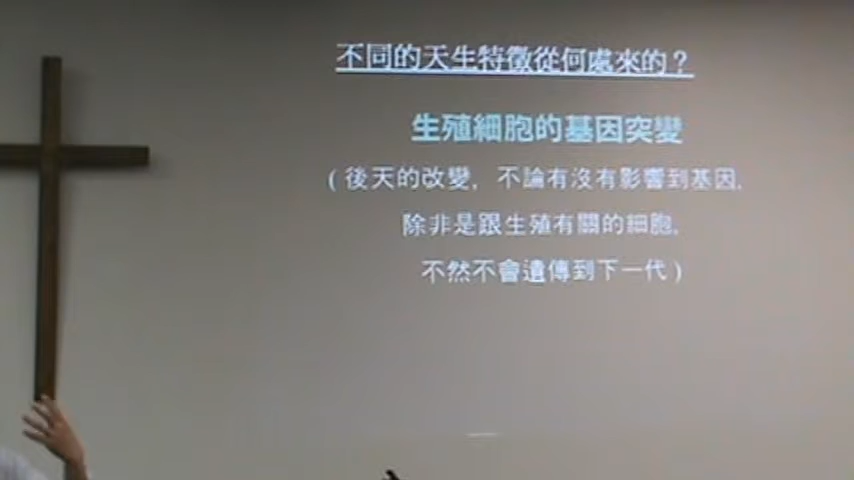 不同的天生特徵從何處來的？
生殖細胞的基因突變
(後天的改變，不論有沒有影響到基因，
除非是跟生殖有關的細胞，
不然不會遺傳到下一代)